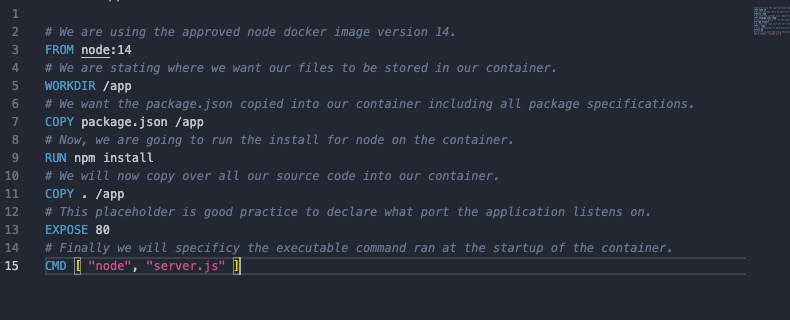 1
2 # We are using the approved node docker image version 14.
3 FROM node:14
4 # We are stating where we want our files to be stored in our container.
5 WORKDIR /app
6 # We want the package.json copied into our container including all package specifications.
7 COPY package.json /app
8 # Now, we are going to run the install for node on the container.
9 RUN npm install
10 # We will now copy over all our source code into our container.
11 COPY . /app
12 # This placeholder is good practice to declare what port the application listens on.
13 EXPOSE 80
14 # Finally we will specificy the executable command ran at the startup of the container.
15 CMD [ "node", "server.js" ]